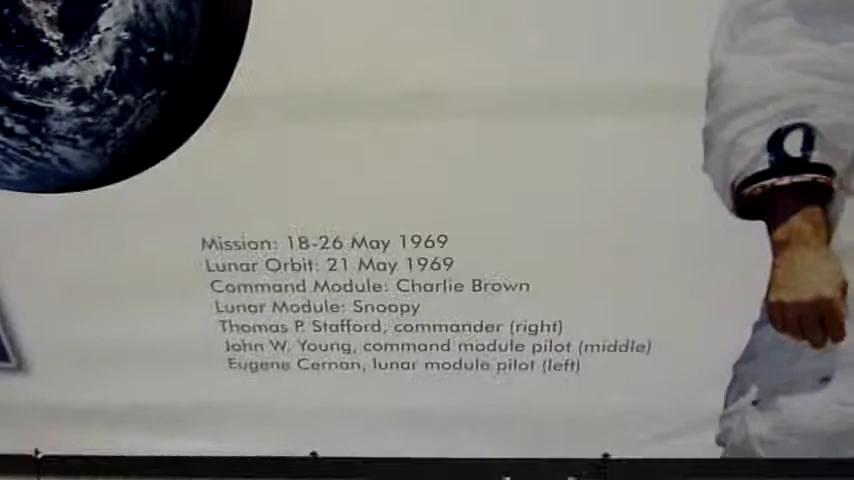 Mission: 18-26 May 1969
Lunar Orbit: 21 May 1969
Command Module: Charlie Brown
Lunar Module: Snoopy
Thomas P. Stafford, commander (right)
John W. Young, command module pilot (middle)
Eugene Cernan, lunar module pilot (left)